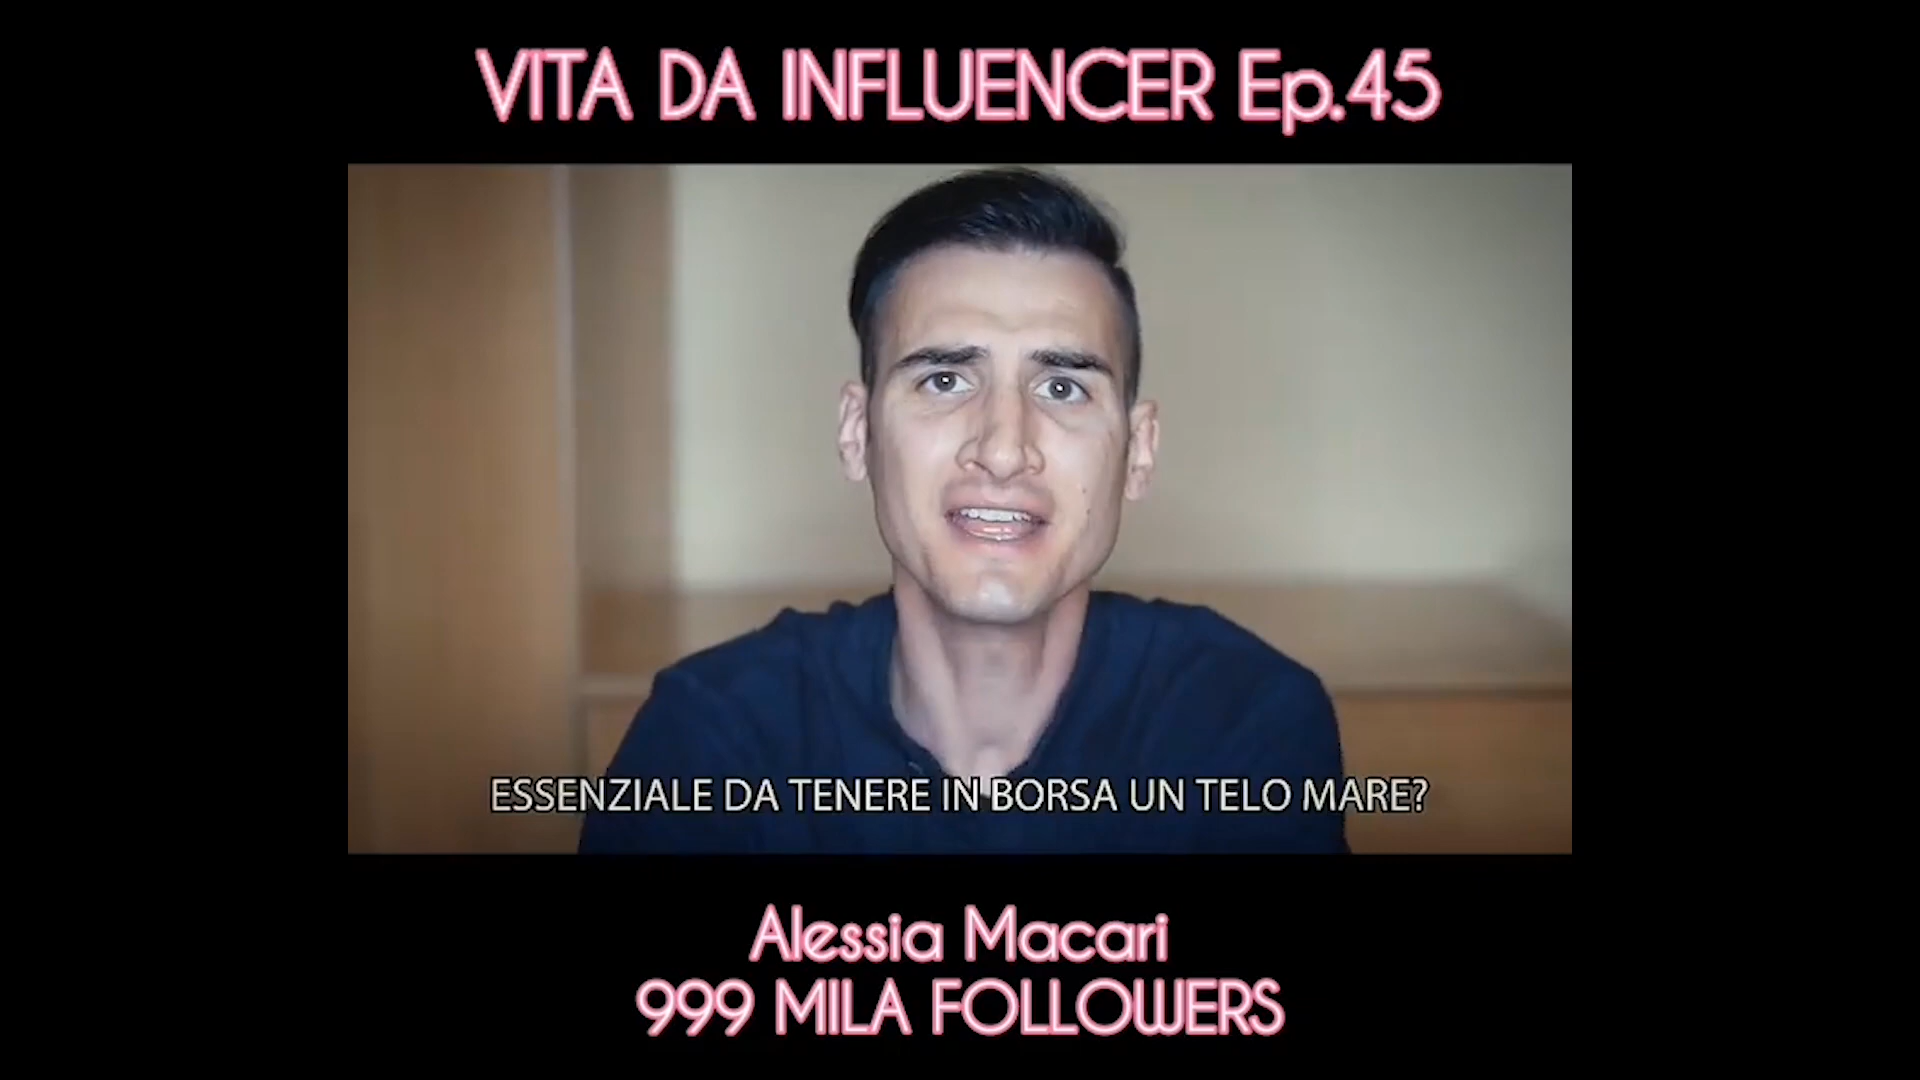 VITA DA INFLUENCER Ep.45
ESSENZIALE DA TENERE IN BORSA UN TELO MARE?
Alessia Macari
999 MILA FOLLOWERS